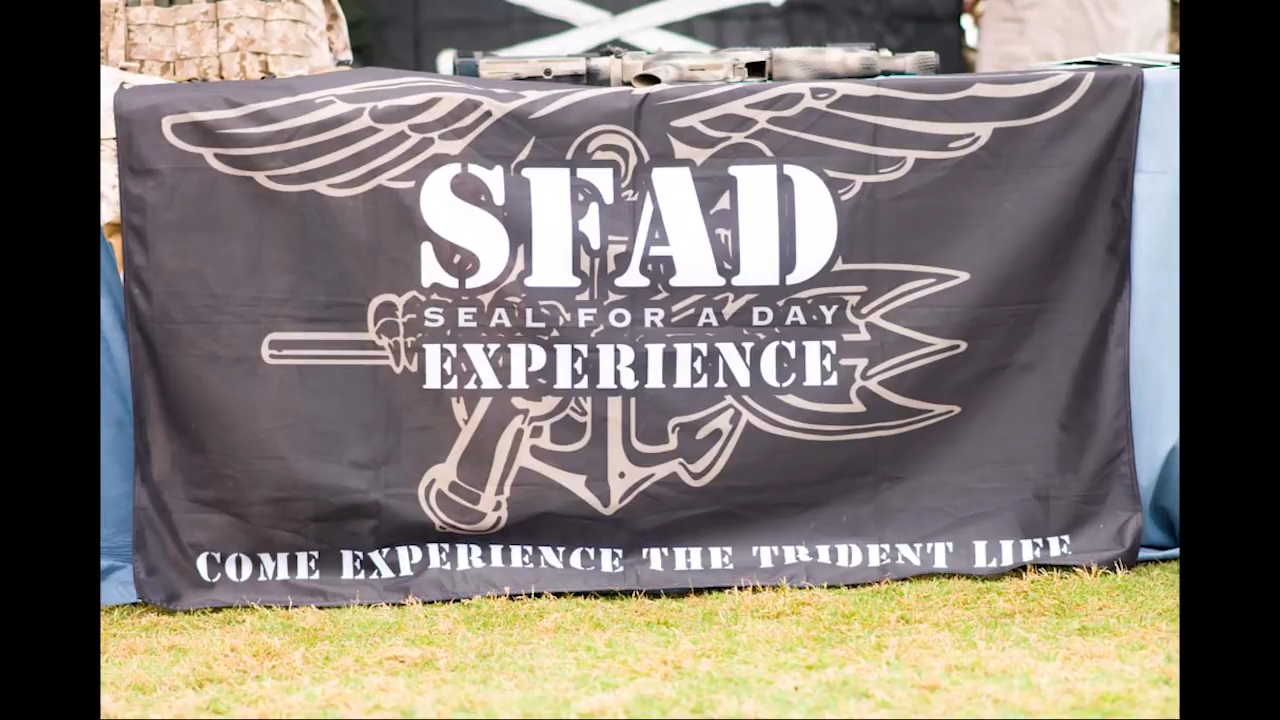 SFAD
SEAL FOR A DAY
EXPERIENCE
COME EXPERIENCE THE TRIDENT LIFE